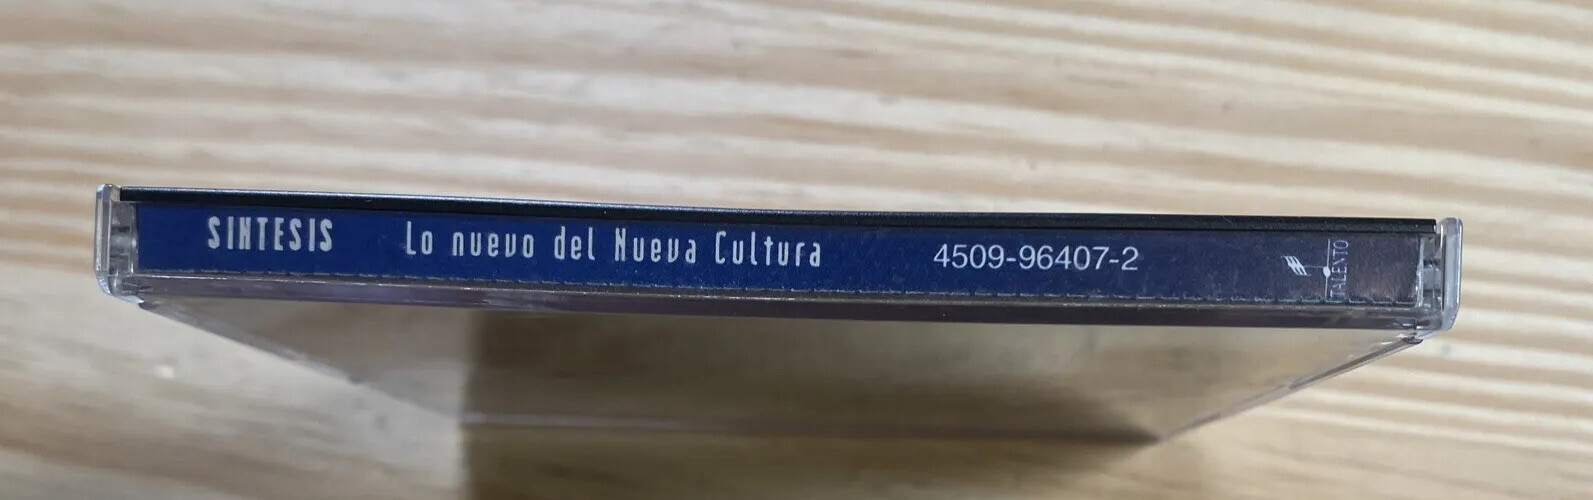 SINTESIS Lo nuevo del Nueva Cultura 4509-96407-2 TALENTO